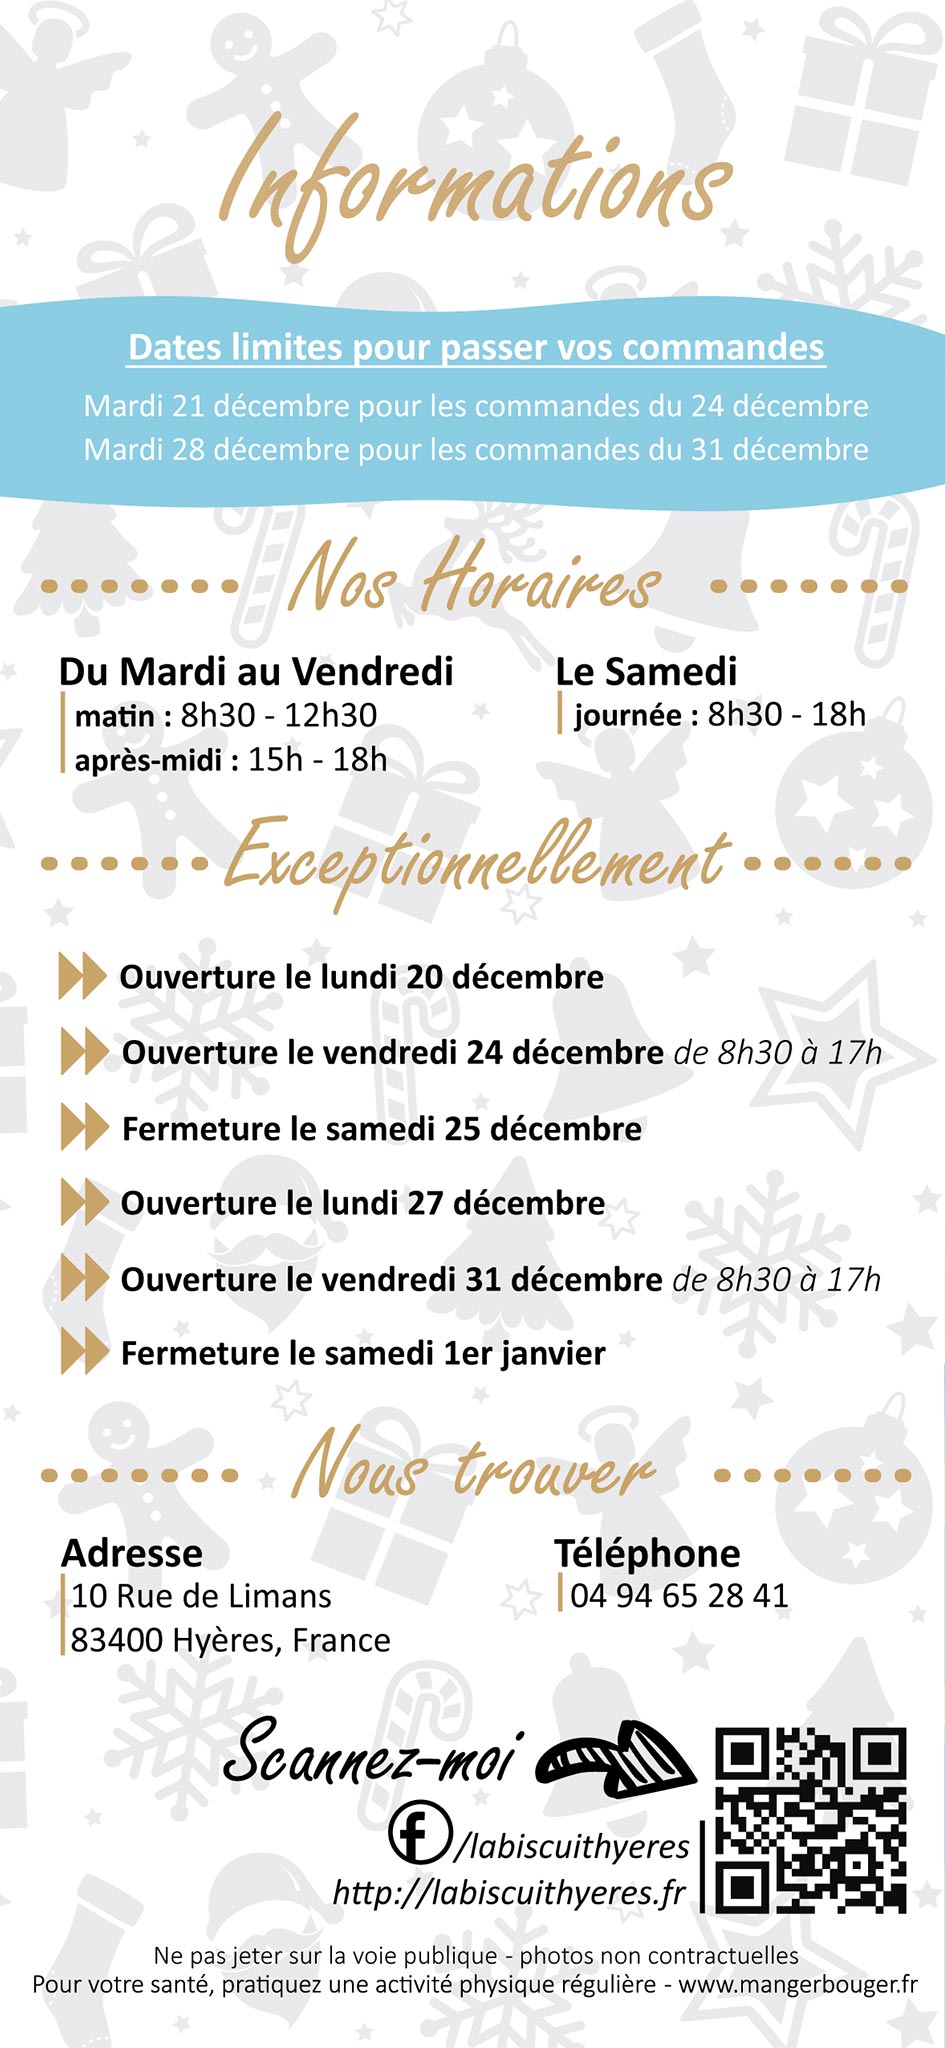 Informations
Dates limites pour passer vos commandes
Mardi 21 décembre pour les commandes du 24 décembre
Mardi 28 décembre pour les commandes du 31 décembre
Nos Horaires
Du Mardi au Vendredi
matin : 8h30 - 12h30
après-midi : 15h - 18h
Le Samedi
journée : 8h30 - 18h
Exceptionnellement
Ouverture le lundi 20 décembre
Ouverture le vendredi 24 décembre de 8h30 à 17h
Fermeture le samedi 25 décembre
Ouverture le lundi 27 décembre
Ouverture le vendredi 31 décembre de 8h30 à 17h
Fermeture le samedi 1er janvier
Nous trouver
Adresse
10 Rue de Limans
83400 Hyères, France
Téléphone
04 94 65 28 41
Scannez-moi
/labiscuithyeres
http://labiscuithyeres.fr
Ne pas jeter sur la voie publique - photos non contractuelles
Pour votre santé, pratiquez une activité physique régulière - www.mangerbouger.fr